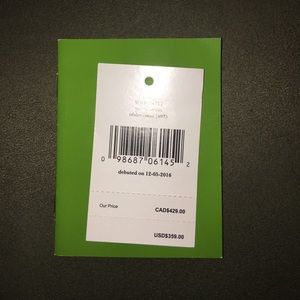 0 98687 06145 2
debuted on 12-05-2016
Our Price
CAD$429.00
USD$359.00